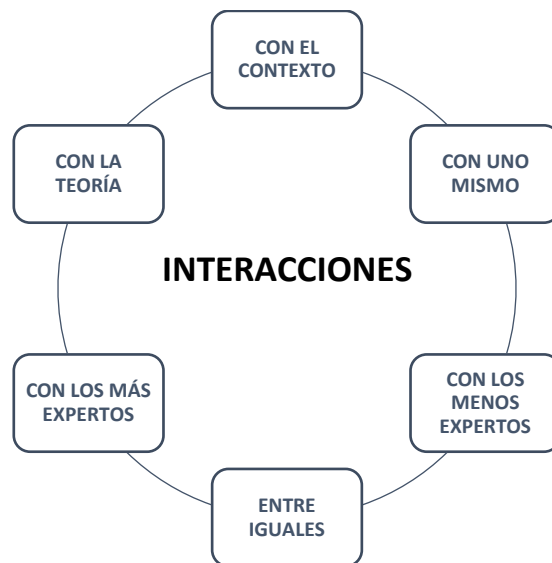 CON EL
CONTEXTO
CON UNO
MISMO
CON LOS
MENOS
EXPERTOS
ENTRE
IGUALES
CON LOS MÁS
EXPERTOS
CON LA
TEORÍA
INTERACCIONES